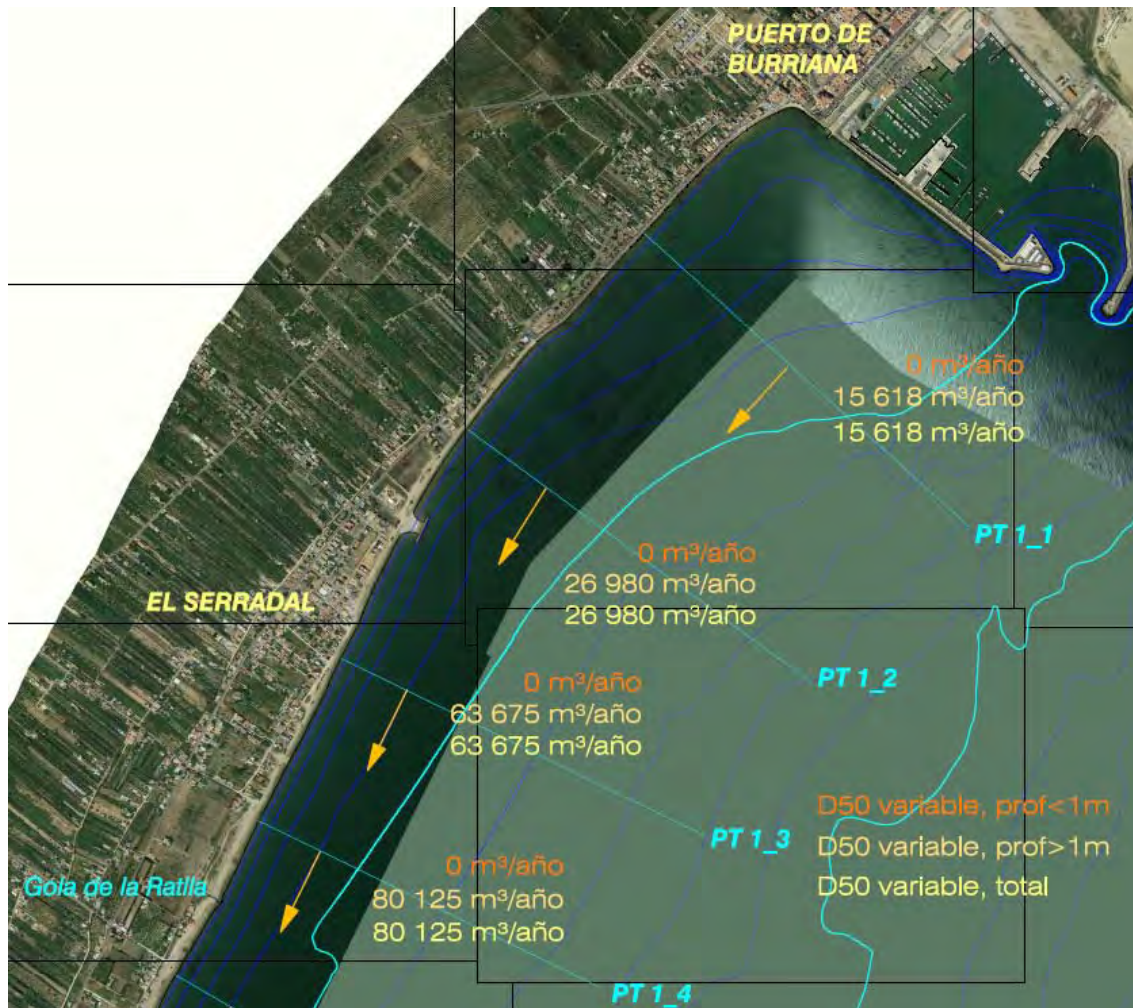 PUERTO DE
BURRIANA
0 m³/año
15 618 m³/año
15 618 m³/año
PT 1_1
0 m³/año
26 980 m³/año
26 980 m³/año
EL SERRADAL
PT 1_2
0 m³/año
63 675 m³/año
63 675 m³/año
D50 variable, prof<1m
PT 1_3
D50 variable, prof>1m
0 m³/año
Gola de la Ratlla
D50 variable, total
80 125 m³/año
80 125 m³/año
PT 1_4